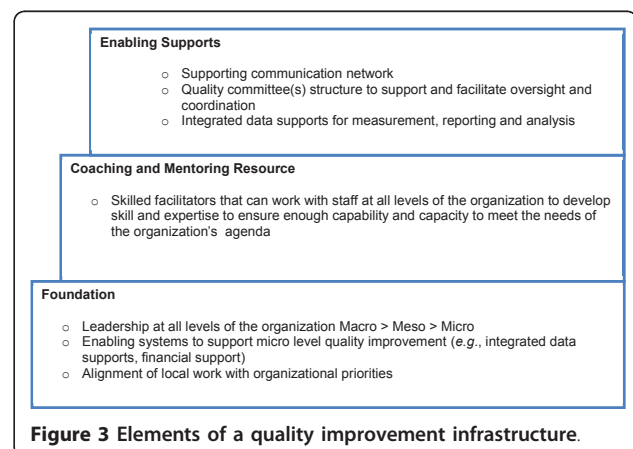 Enabling Supports
o Supporting communication network
o Quality committee(s) structure to support and facilitate oversight and
coordination
o Integrated data supports for measurement, reporting and analysis
Coaching and Mentoring Resource
o Skilled facilitators that can work with staff at all levels of the organization to develop
skill and expertise to ensure enough capability and capacity to meet the needs of
the organization's agenda
Foundation
o Leadership at all levels of the organization Macro > Meso > Micro
o Enabling systems to support micro level quality improvement (e.g., integrated data
supports, financial support)
o Alignment of local work with organizational priorities
Figure 3 Elements of a quality improvement infrastructure.